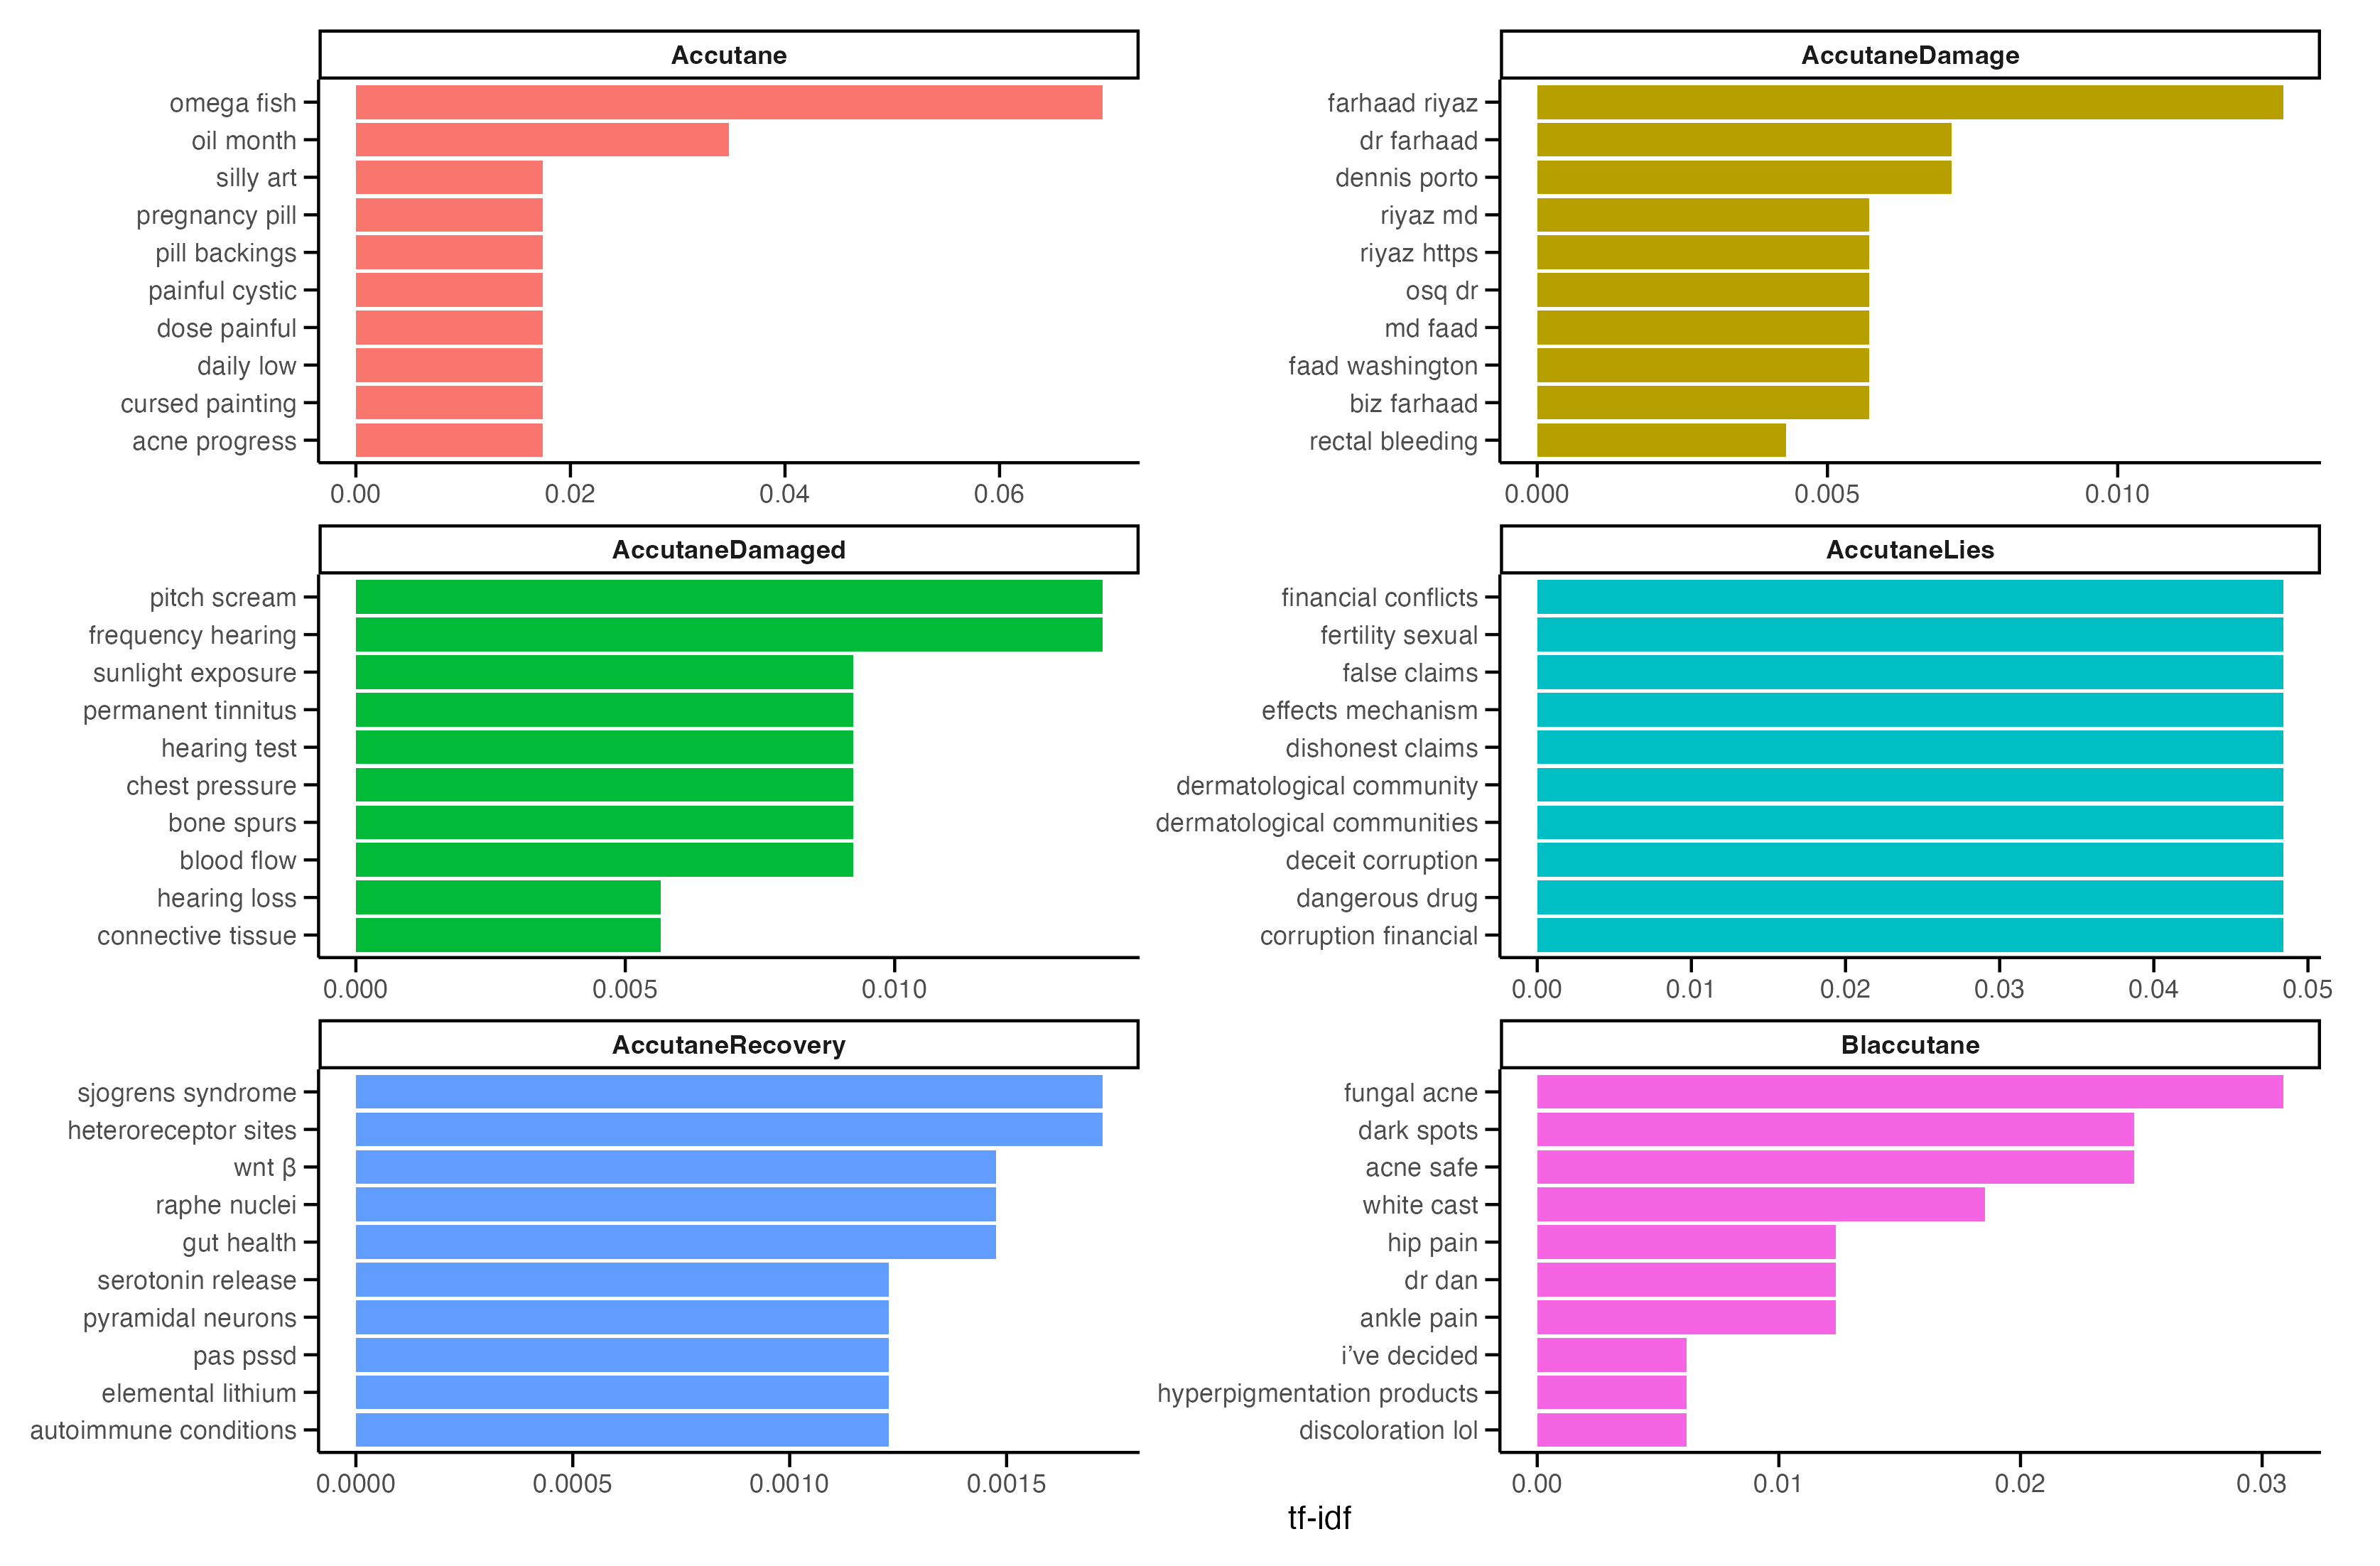 Accutane
omega fish
oil month
silly art
pregnancy pill
pill backings
painful cystic
dose painful
daily low
cursed painting
acne progress
0.00 0.02 0.04 0.06
AccutaneDamage
farhaad riyaz
dr farhaad
dennis porto
riyaz md
riyaz https
osq dr
md faad
faad washington
biz farhaad
rectal bleeding
0.000 0.005 0.010
AccutaneDamaged
pitch scream
frequency hearing
sunlight exposure
permanent tinnitus
hearing test
chest pressure
bone spurs
blood flow
hearing loss
connective tissue
0.000 0.005 0.010
AccutaneLies
financial conflicts
fertility sexual
false claims
effects mechanism
dishonest claims
dermatological community
dermatological communities
deceit corruption
dangerous drug
corruption financial
0.00 0.01 0.02 0.03 0.04 0.05
AccutaneRecovery
sjogrens syndrome
heteroreceptor sites
wnt β
raphe nuclei
gut health
serotonin release
pyramidal neurons
pas pssd
elemental lithium
autoimmune conditions
0.0000 0.0005 0.0010 0.0015
Blaccutane
fungal acne
dark spots
acne safe
white cast
hip pain
dr dan
ankle pain
i’ve decided
hyperpigmentation products
discoloration lol
0.00 0.01 0.02 0.03
tf-idf